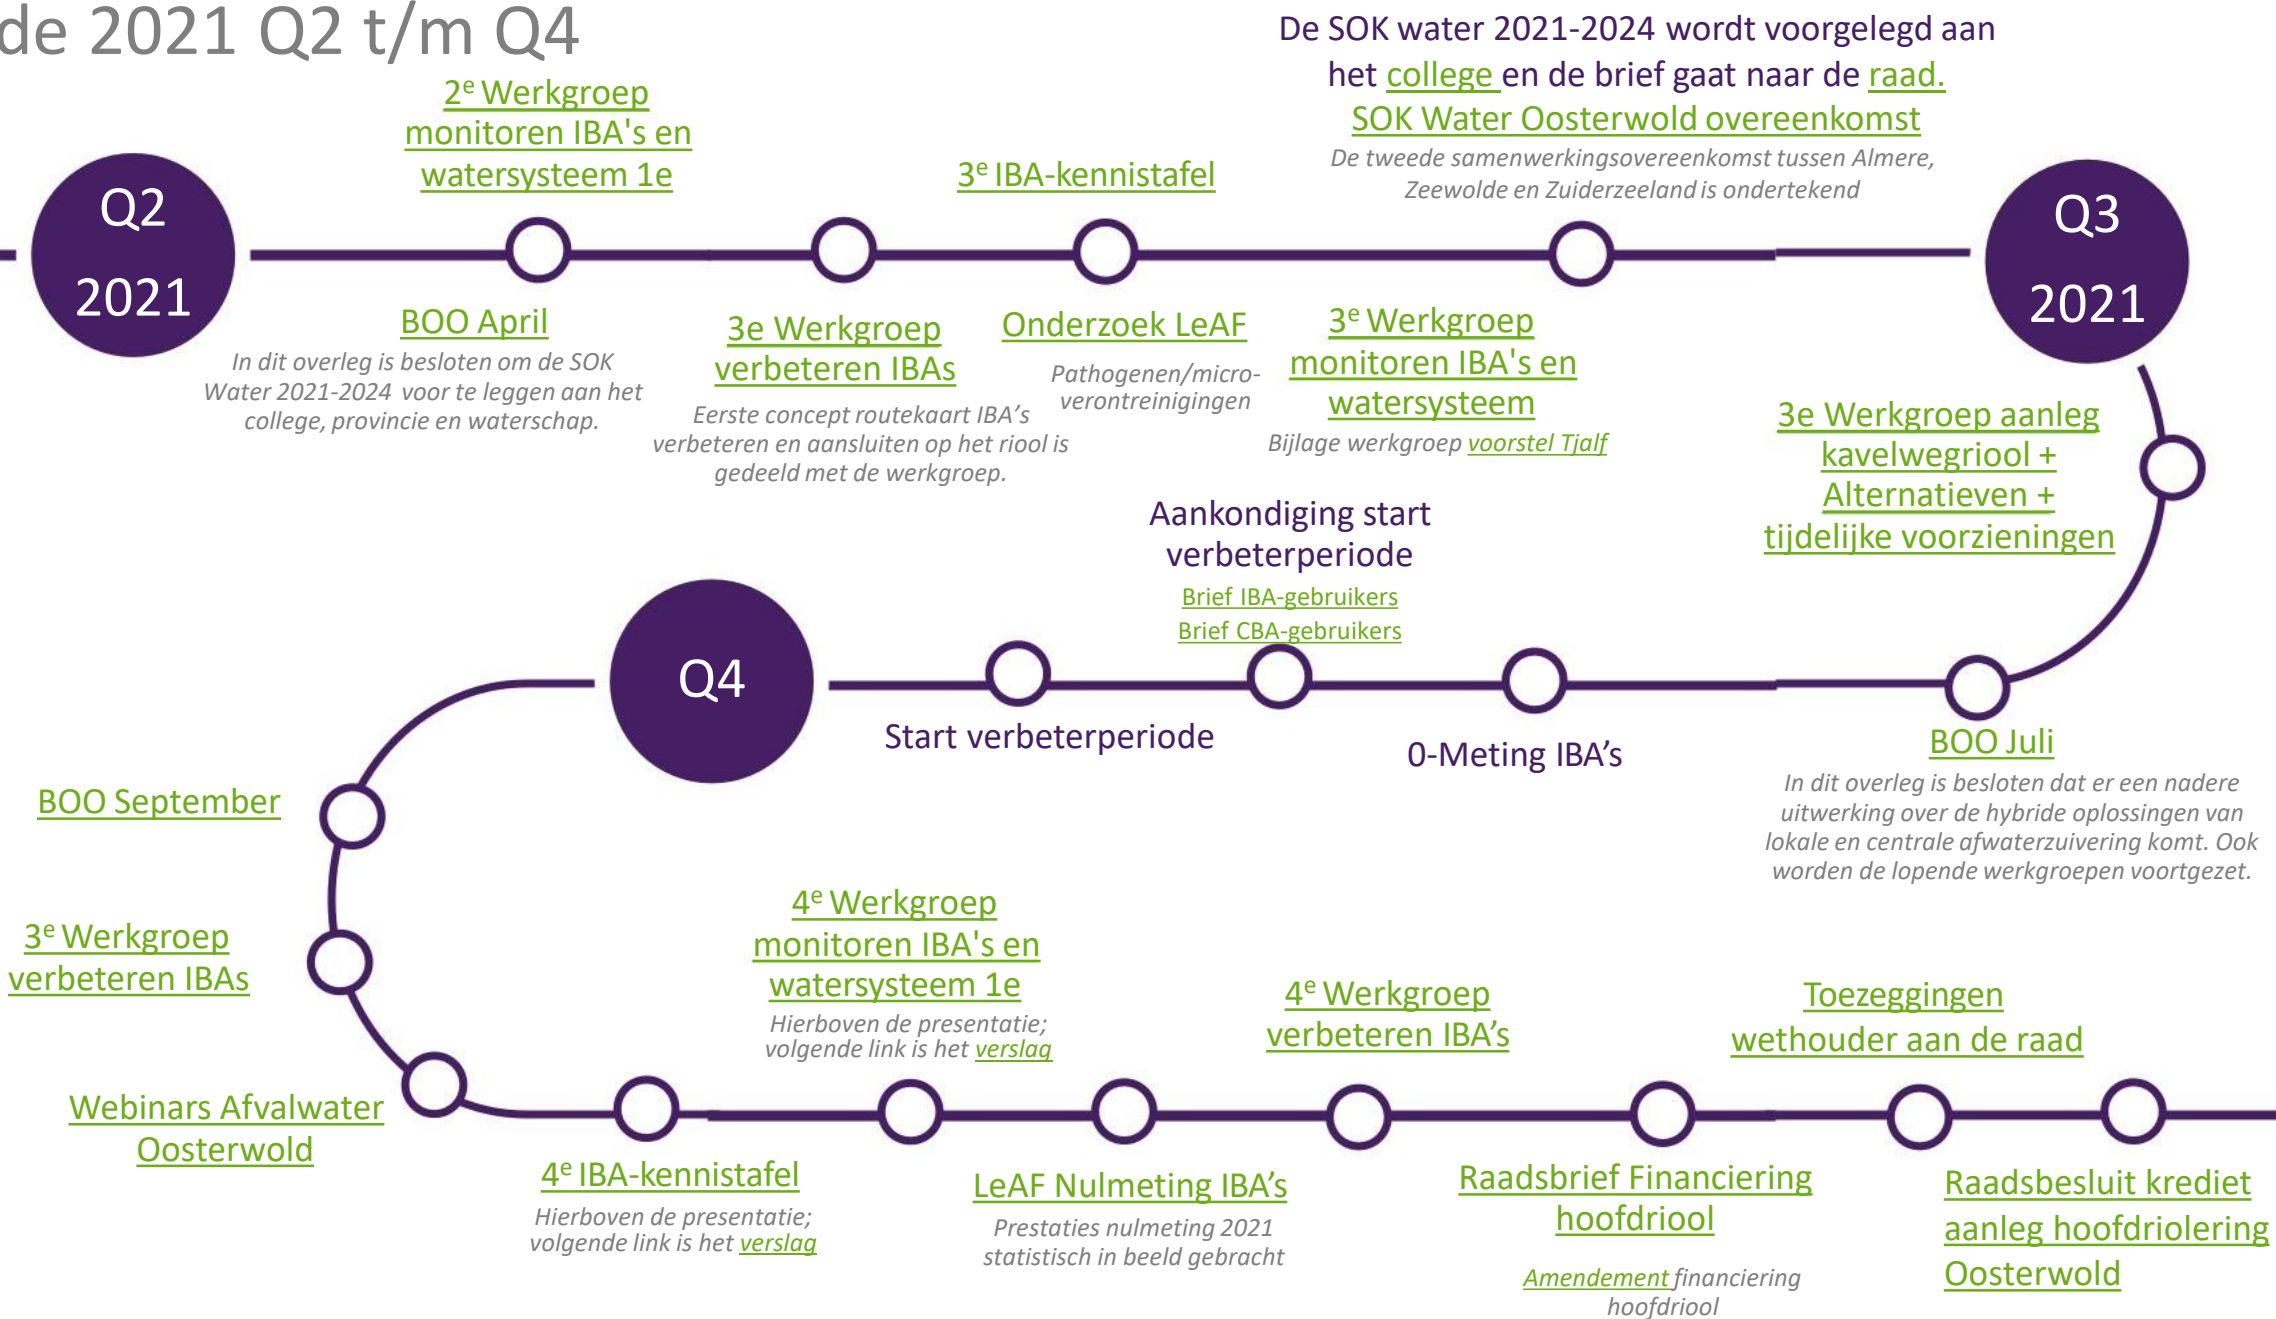 de 2021 Q2 t/m Q4
De SOK water 2021-2024 wordt voorgelegd aan
het college en de brief gaat naar de raad.
SOK Water Oosterwold overeenkomst
De tweede samenwerkingsovereenkomst tussen Almere,
Zeewolde en Zuiderzeeland is ondertekend
2e Werkgroep
monitoren IBA's en
watersysteem 1e
3e IBA-kennistafel
Q2
2021
Q3
2021
BOO April
In dit overleg is besloten om de SOK
Water 2021-2024 voor te leggen aan het
college, provincie en waterschap.
3e Werkgroep
verbeteren IBAs
Eerste concept routekaart IBA’s
verbeteren en aansluiten op het riool is
gedeeld met de werkgroep.
Onderzoek LeAF
Pathogenen/micro-
verontreinigingen
3e Werkgroep
monitoren IBA's en
watersysteem
Bijlage werkgroep voorstel Tjalf
3e Werkgroep aanleg
kavelwegriool +
Alternatieven +
tijdelijke voorzieningen
Aankondiging start
verbeterperiode
Brief IBA-gebruikers
Brief CBA-gebruikers
Q4
Start verbeterperiode
0-Meting IBA’s
BOO Juli
In dit overleg is besloten dat er een nadere
uitwerking over de hybride oplossingen van
lokale en centrale afwaterzuivering komt. Ook
worden de lopende werkgroepen voortgezet.
BOO September
3e Werkgroep
verbeteren IBAs
Webinars Afvalwater
Oosterwold
4e Werkgroep
monitoren IBA's en
watersysteem 1e
Hierboven de presentatie;
volgende link is het verslag
4e Werkgroep
verbeteren IBA’s
Toezeggingen
wethouder aan de raad
4e IBA-kennistafel
Hierboven de presentatie;
volgende link is het verslag
LeAF Nulmeting IBA’s
Prestaties nulmeting 2021
statistisch in beeld gebracht
Raadsbrief Financiering
hoofdriool
Amendement financiering
hoofdriool
Raadsbesluit krediet
aanleg hoofdriolering
Oosterwold